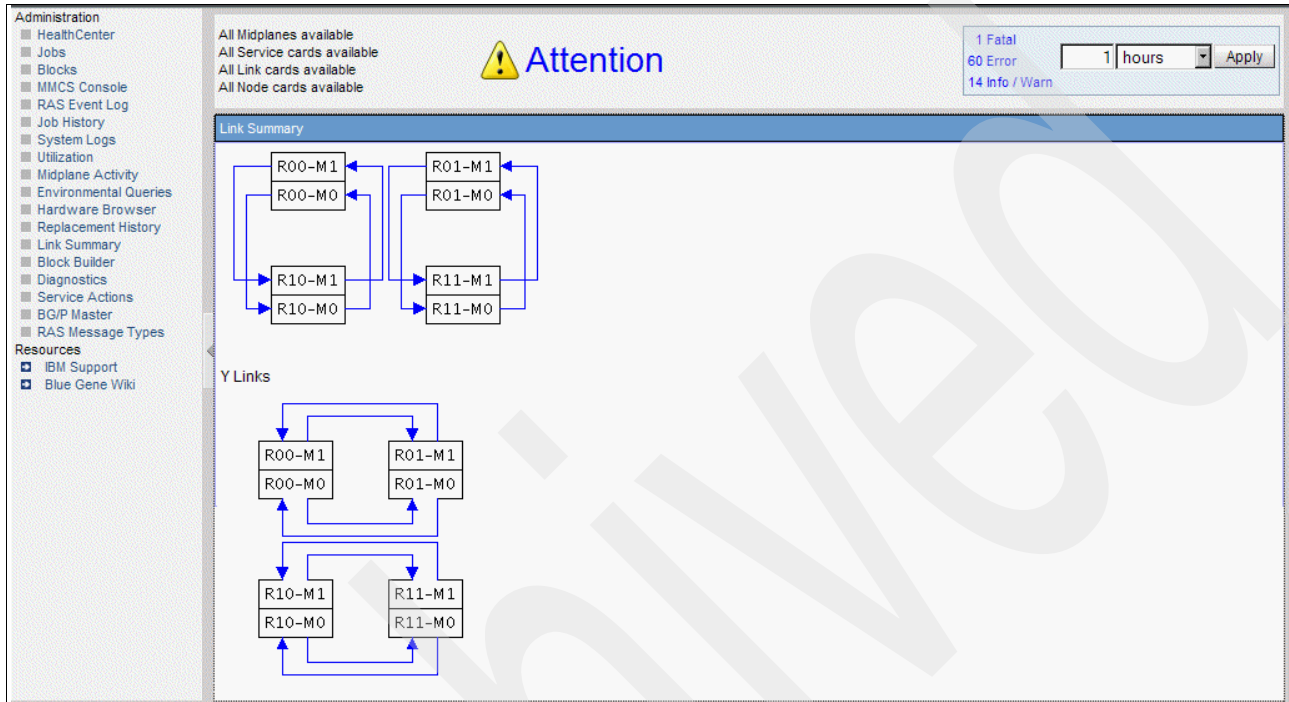 Administration
HealthCenter
Jobs
Blocks
MMCS Console
RAS Event Log
Job History
System Logs
Utilization
Midplane Activity
Environmental Queries
Hardware Browser
Replacement History
Link Summary
Block Builder
Diagnostics
Service Actions
BG/P Master
RAS Message Types
Resources
IBM Support
Blue Gene Wiki
All Midplanes available
All Service cards available
All Link cards available
All Node cards available
Attention
1 Fatal
60 Error
14 Info / Warn
1 hours Apply
Link Summary
R00-M1 R01-M1
R00-M0 R01-M0
R10-M1 R11-M1
R10-M0 R11-M0
Y Links
R00-M1 R01-M1
R00-M0 R01-M0
R10-M1 R11-M1
R10-M0 R11-M0